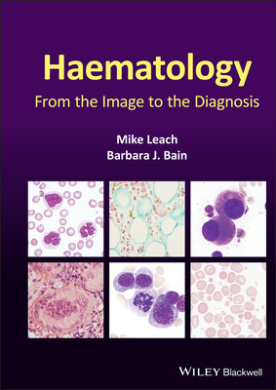 Haematology
From the Image to the Diagnosis
Mike Leach
Barbara J. Bain
WILEY Blackwell